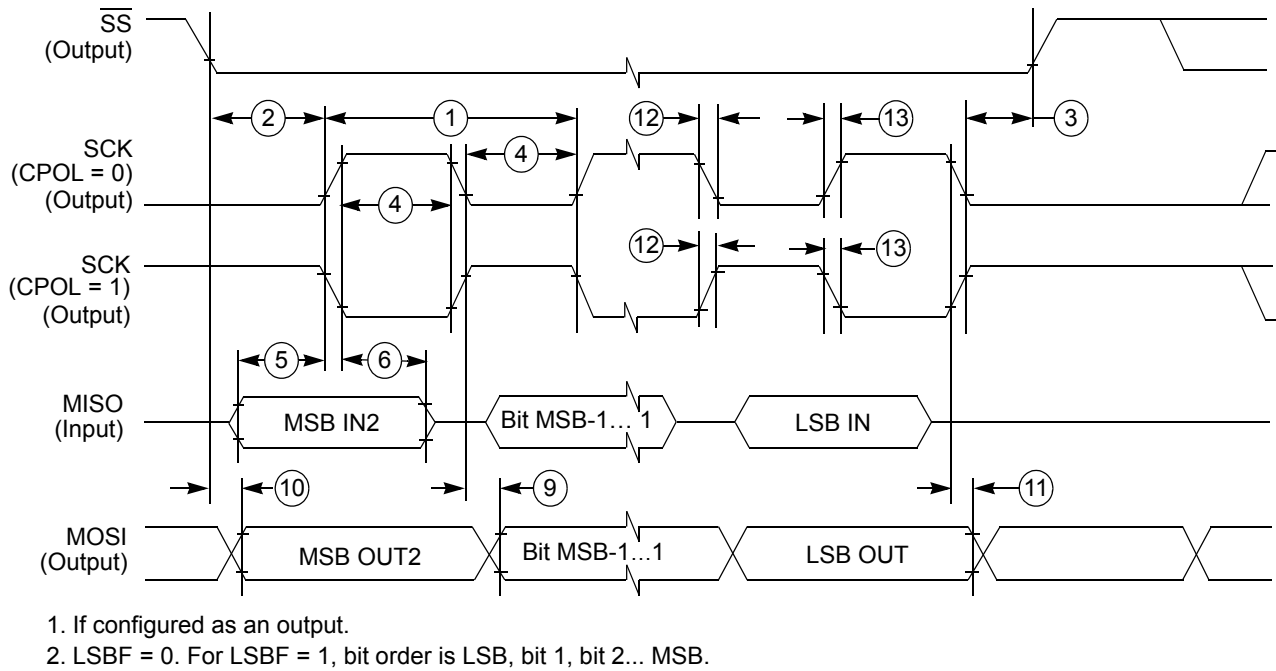 SS
(Output)
2
1
12
13
3
SCK
(CPOL = 0)
(Output)
4
4
SCK
(CPOL = 1)
(Output)
12
13
5
6
MISO
(Input)
MSB IN2
Bit MSB-1... 1
LSB IN
10
9
11
MOSI
(Output)
MSB OUT2
Bit MSB-1...1
LSB OUT
1. If configured as an output.
2. LSBF = 0. For LSBF = 1, bit order is LSB, bit 1, bit 2... MSB.